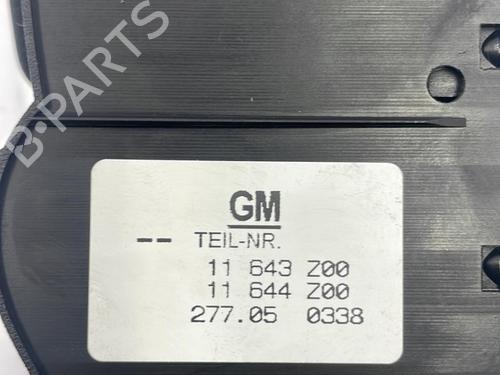 GM
-- TEIL-NR.
11 643 Z00
11 644 Z00
277.05 0338
B-PARTS